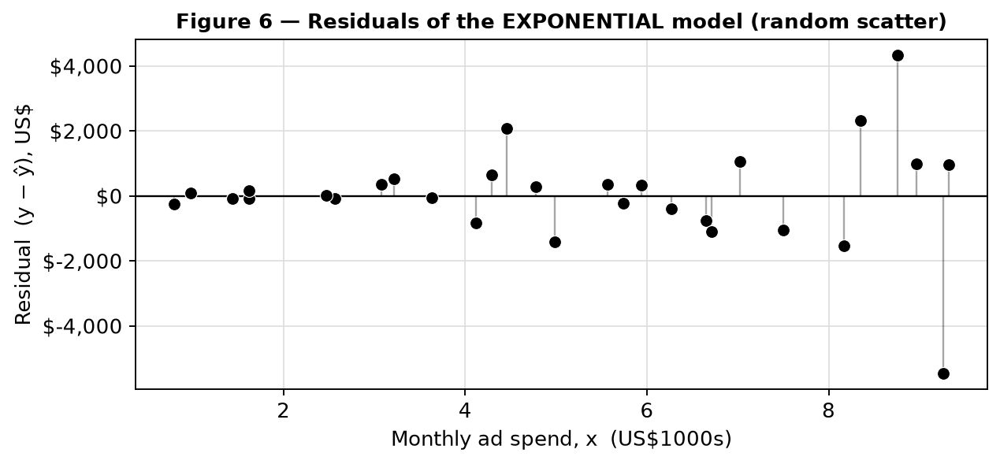 Figure 6 — Residuals of the EXPONENTIAL model (random scatter)
Residual (y − ŷ), US$
$4,000
$2,000
$0
$-2,000
$-4,000
2 4 6 8
Monthly ad spend, x (US$1000s)